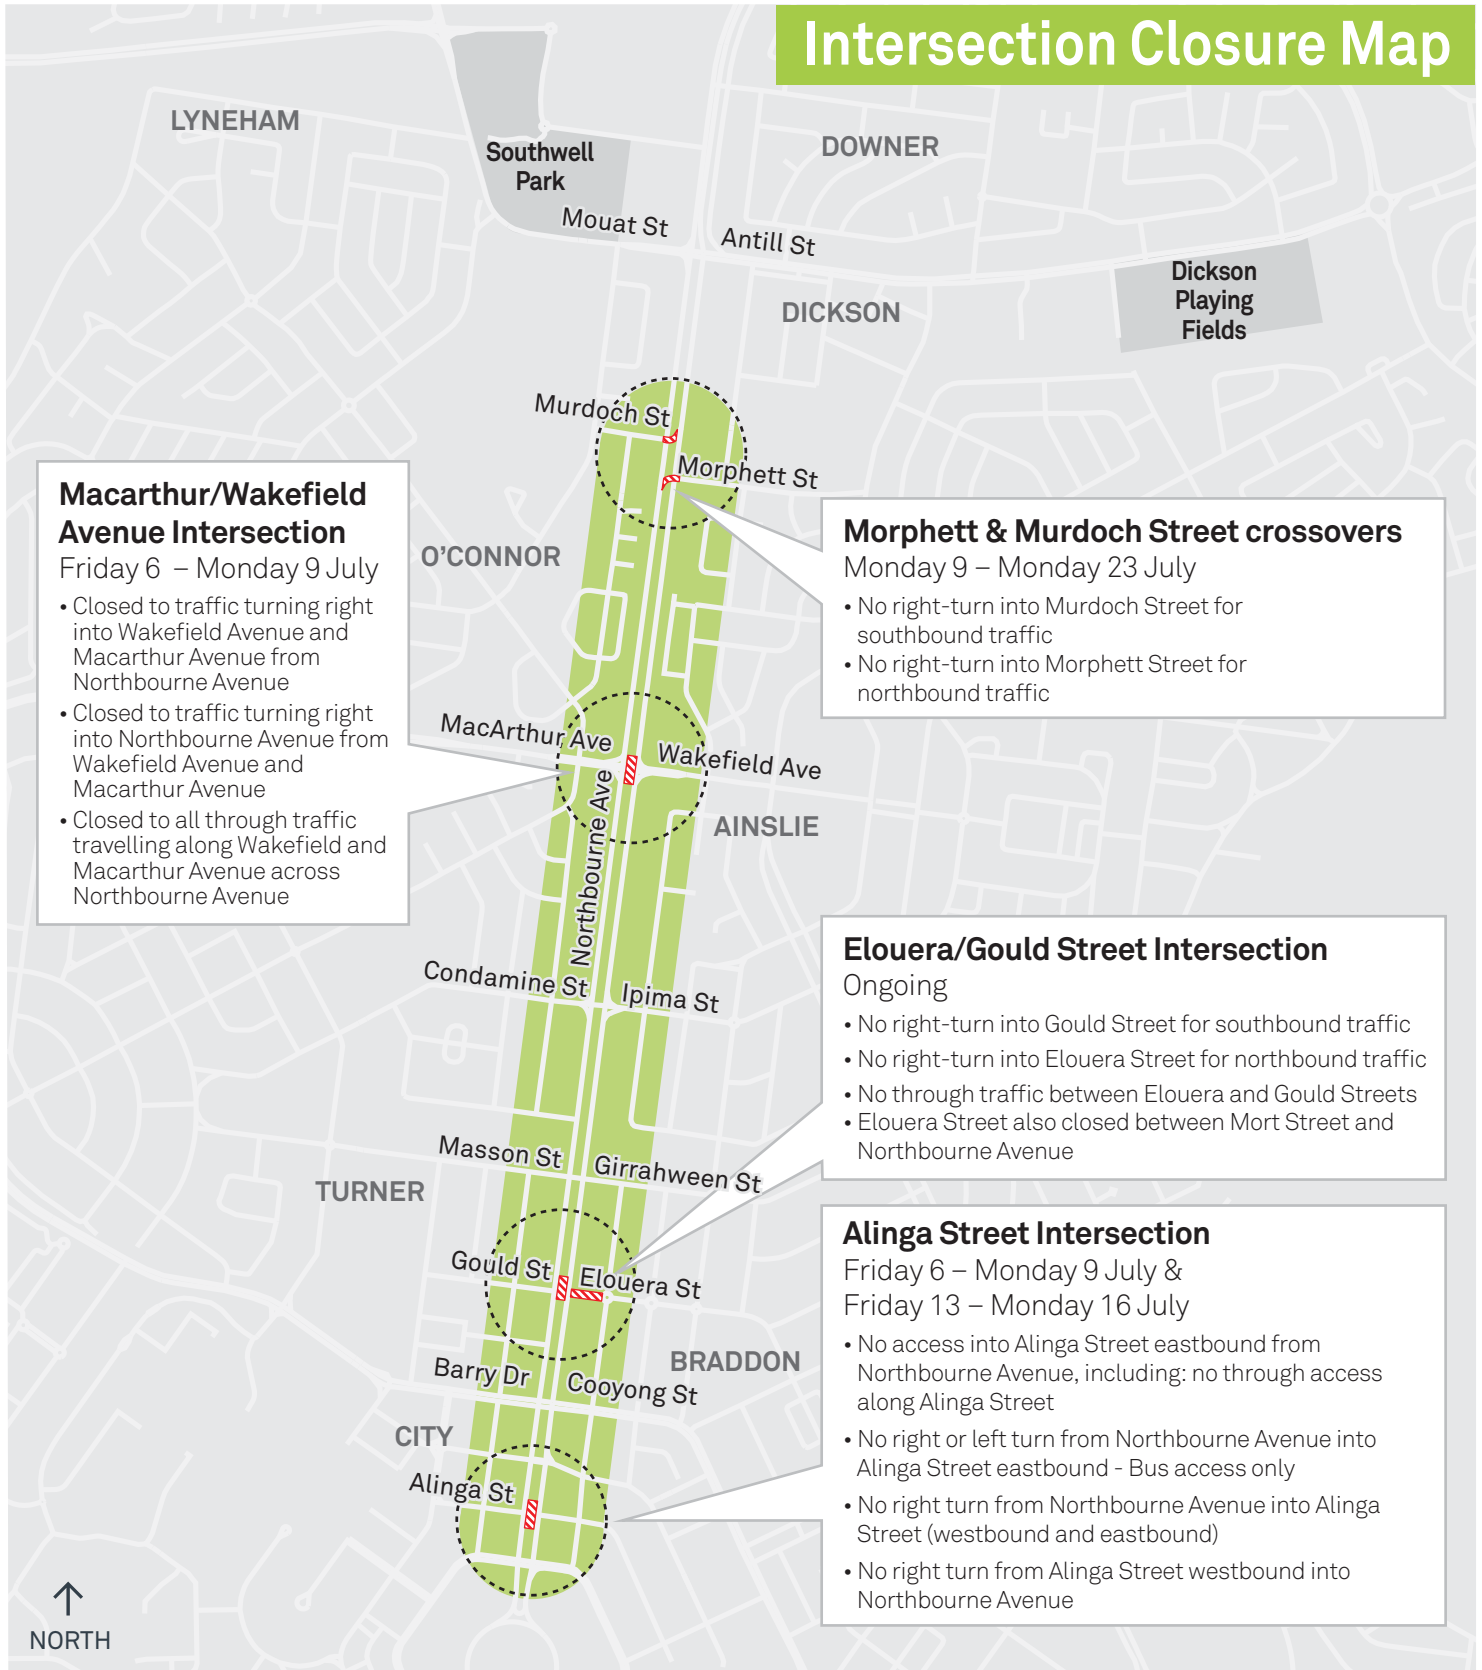 Intersection Closure Map
LYNEHAM
DOWNER
Southwell
Park
Mouat St
Antill St
Dickson
Playing
Fields
DICKSON
Murdoch St
Morphett St
Macarthur/Wakefield
Avenue Intersection
Friday 6 – Monday 9 July
• Closed to traffic turning right
into Wakefield Avenue and
Macarthur Avenue from
Northbourne Avenue
• Closed to traffic turning right
into Northbourne Avenue from
Wakefield Avenue and
Macarthur Avenue
• Closed to all through traffic
travelling along Wakefield and
Macarthur Avenue across
Northbourne Avenue
O'CONNOR
Morphett & Murdoch Street crossovers
Monday 9 – Monday 23 July
• No right-turn into Murdoch Street for
southbound traffic
• No right-turn into Morphett Street for
northbound traffic
MacArthur Ave
Wakefield Ave
Northbourne Ave
AINSLIE
Condamine St
Ipima St
Elouera/Gould Street Intersection
Ongoing
• No right-turn into Gould Street for southbound traffic
• No right-turn into Elouera Street for northbound traffic
• No through traffic between Elouera and Gould Streets
• Elouera Street also closed between Mort Street and
Northbourne Avenue
Masson St
Girrahween St
TURNER
Gould St
Elouera St
Alinga Street Intersection
Friday 6 – Monday 9 July &
Friday 13 – Monday 16 July
• No access into Alinga Street eastbound from
Northbourne Avenue, including: no through access
along Alinga Street
• No right or left turn from Northbourne Avenue into
Alinga Street eastbound - Bus access only
• No right turn from Northbourne Avenue into Alinga
Street (westbound and eastbound)
• No right turn from Alinga Street westbound into
Northbourne Avenue
BRADDON
Barry Dr
Cooyong St
CITY
Alinga St
NORTH